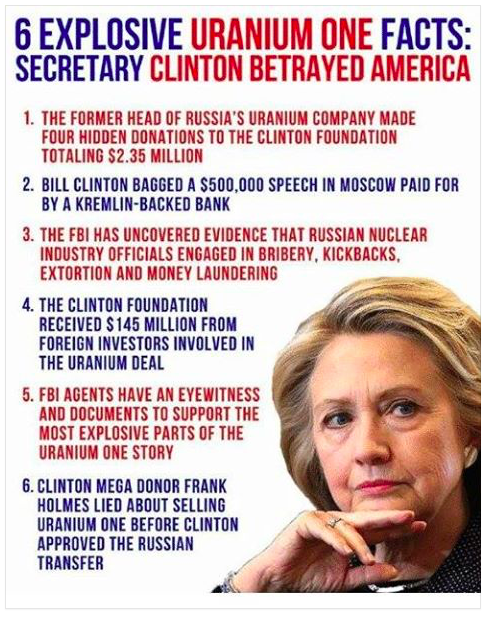 6 EXPLOSIVE URANIUM ONE FACTS:
SECRETARY CLINTON BETRAYED AMERICA
1. THE FORMER HEAD OF RUSSIA'S URANIUM COMPANY MADE
FOUR HIDDEN DONATIONS TO THE CLINTON FOUNDATION
TOTALING $2.35 MILLION
2. BILL CLINTON BAGGED A $500,000 SPEECH IN MOSCOW PAID FOR
BY A KREMLIN-BACKED BANK
3. THE FBI HAS UNCOVERED EVIDENCE THAT RUSSIAN NUCLEAR
INDUSTRY OFFICIALS ENGAGED IN BRIBERY, KICKBACKS,
EXTORTION AND MONEY LAUNDERING
4. THE CLINTON FOUNDATION
RECEIVED $145 MILLION FROM
FOREIGN INVESTORS INVOLVED IN
THE URANIUM DEAL
5. FBI AGENTS HAVE AN EYEWITNESS
AND DOCUMENTS TO SUPPORT THE
MOST EXPLOSIVE PARTS OF THE
URANIUM ONE STORY
6. CLINTON MEGA DONOR FRANK
HOLMES LIED ABOUT SELLING
URANIUM ONE BEFORE CLINTON
APPROVED THE RUSSIAN
TRANSFER